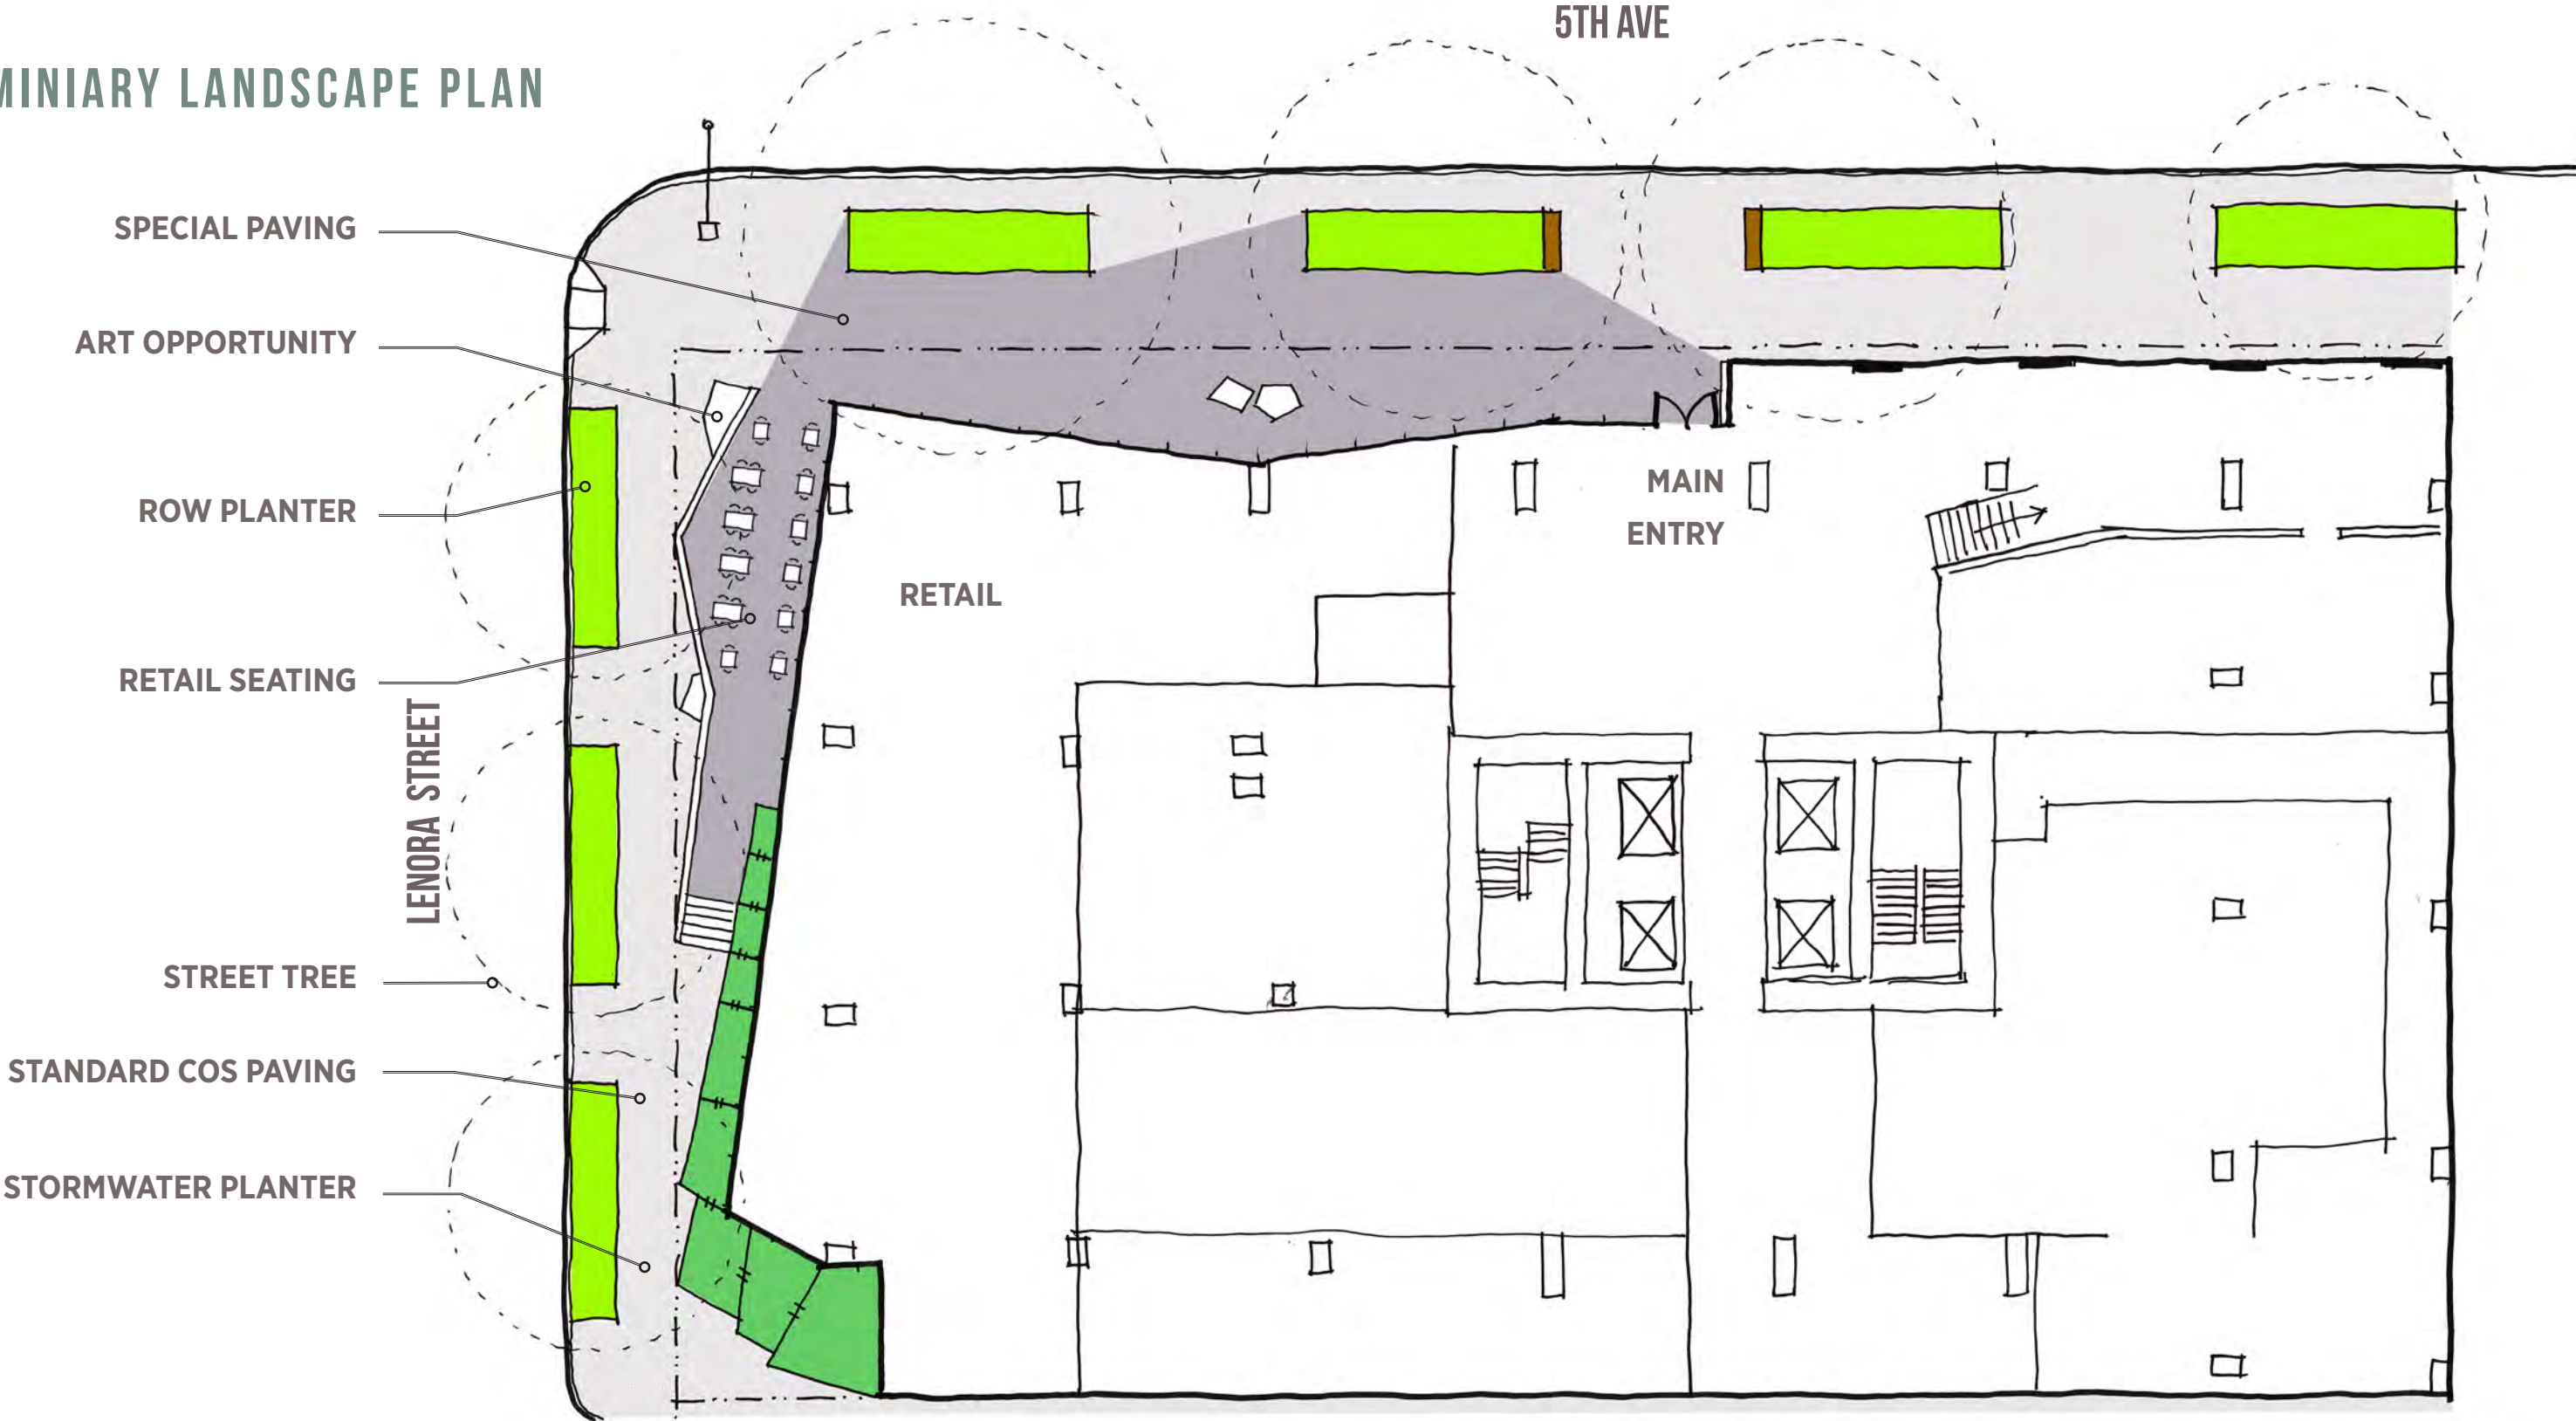 5TH AVE
MINIARY LANDSCAPE PLAN
SPECIAL PAVING
ART OPPORTUNITY
ROW PLANTER
RETAIL SEATING
LENORA STREET
STREET TREE
STANDARD COS PAVING
STORMWATER PLANTER
RETAIL
MAIN
ENTRY